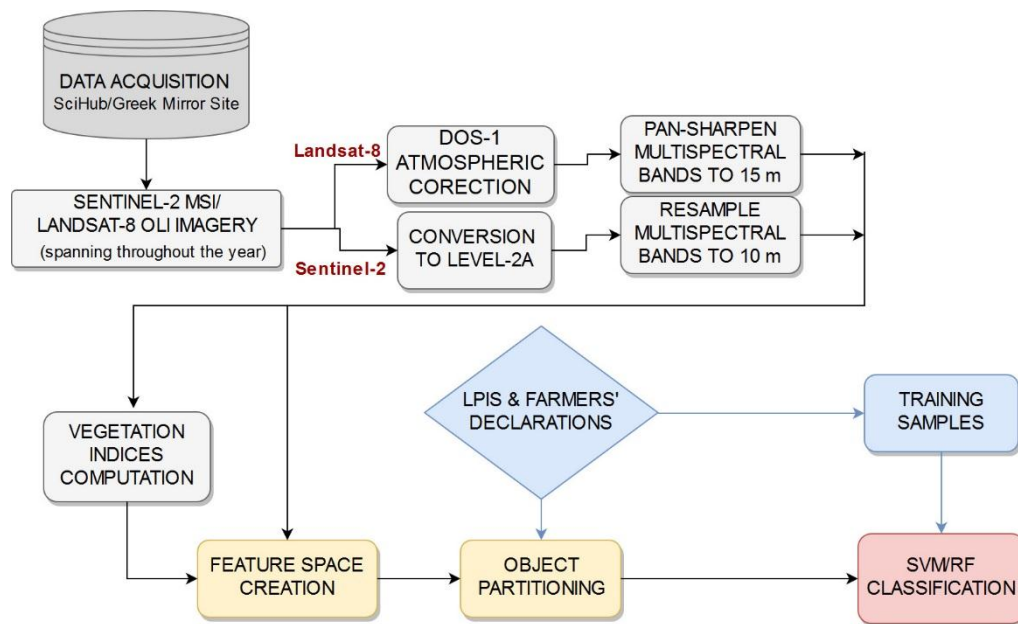 DATA ACQUISITION
SciHub/Greek Mirror Site
SENTINEL-2 MSI/
LANDSAT-8 OLI IMAGERY
(spanning throughout the year)
Landsat-8
Sentinel-2
DOS-1
ATMOSPHERIC
CORECTION
CONVERSION
TO LEVEL-2A
PAN-SHARPEN
MULTISPECTRAL
BANDS TO 15 m
RESAMPLE
MULTISPECTRAL
BANDS TO 10 m
VEGETATION
INDICES
COMPUTATION
LPIS & FARMERS'
DECLARATIONS
TRAINING
SAMPLES
FEATURE SPACE
CREATION
OBJECT
PARTITIONING
SVM/RF
CLASSIFICATION